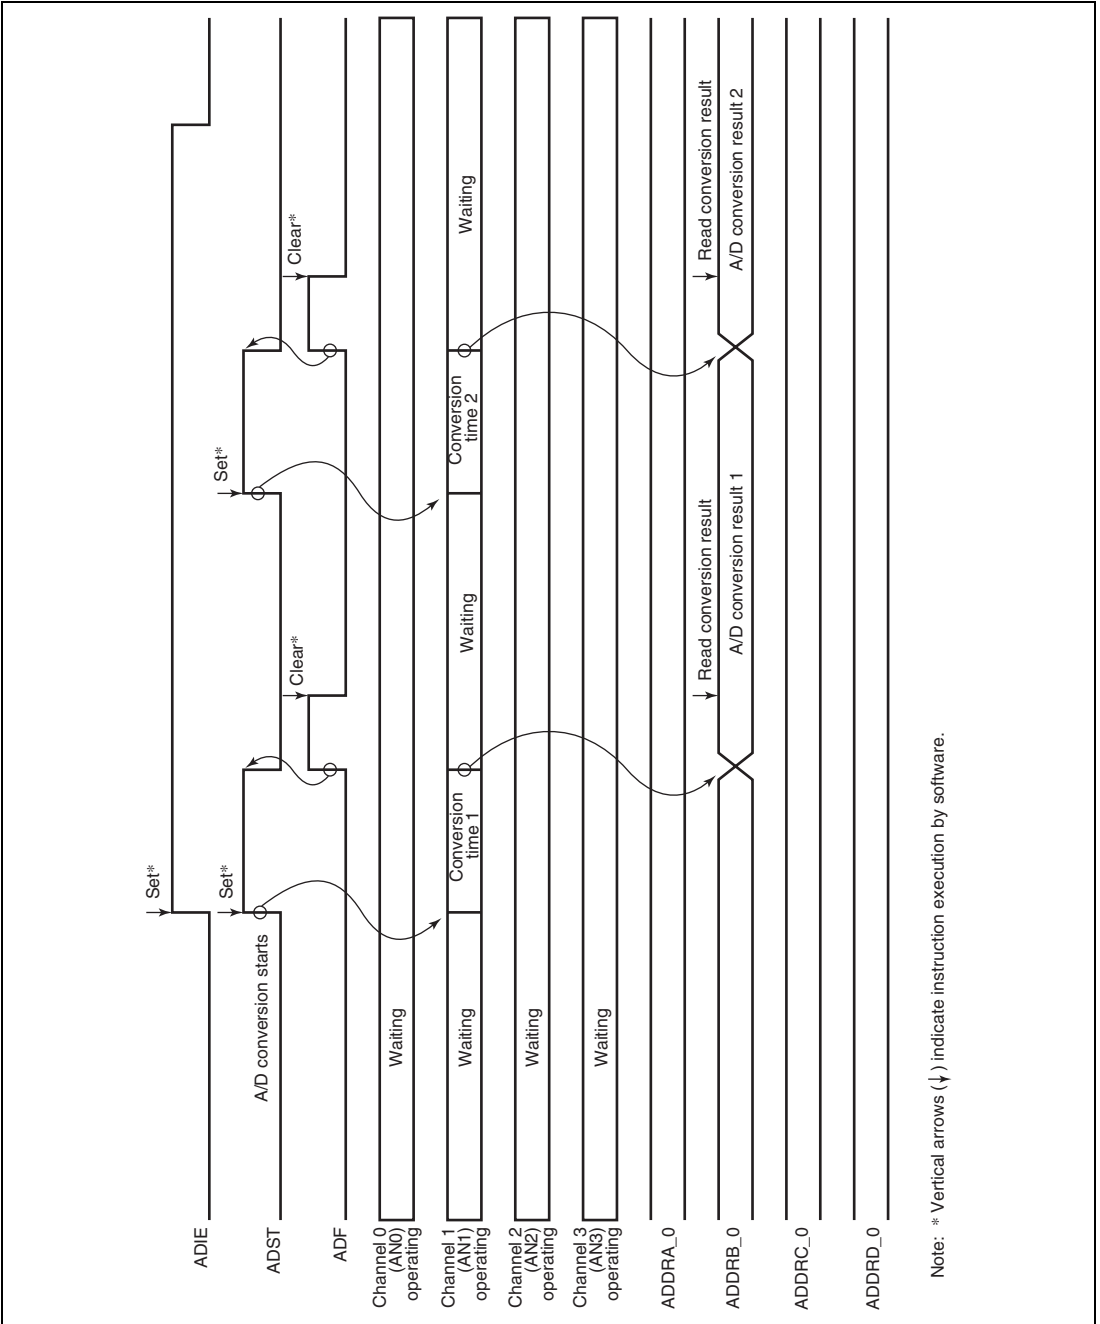 Set*
ADIE
Set*
Set*
A/D conversion starts
ADST
Clear*
Clear*
ADF
Channel 0
(AN0)
operating
Waiting
Channel 1
(AN1)
operating
Waiting
Conversion
time 1
Waiting
Conversion
time 2
Waiting
Channel 2
(AN2)
operating
Waiting
Channel 3
(AN3)
operating
Waiting
ADDRA_0
Read conversion result
Read conversion result
ADDRB_0
A/D conversion result 1
A/D conversion result 2
ADDRC_0
ADDRD_0
Note: * Vertical arrows (↓) indicate instruction execution by software.